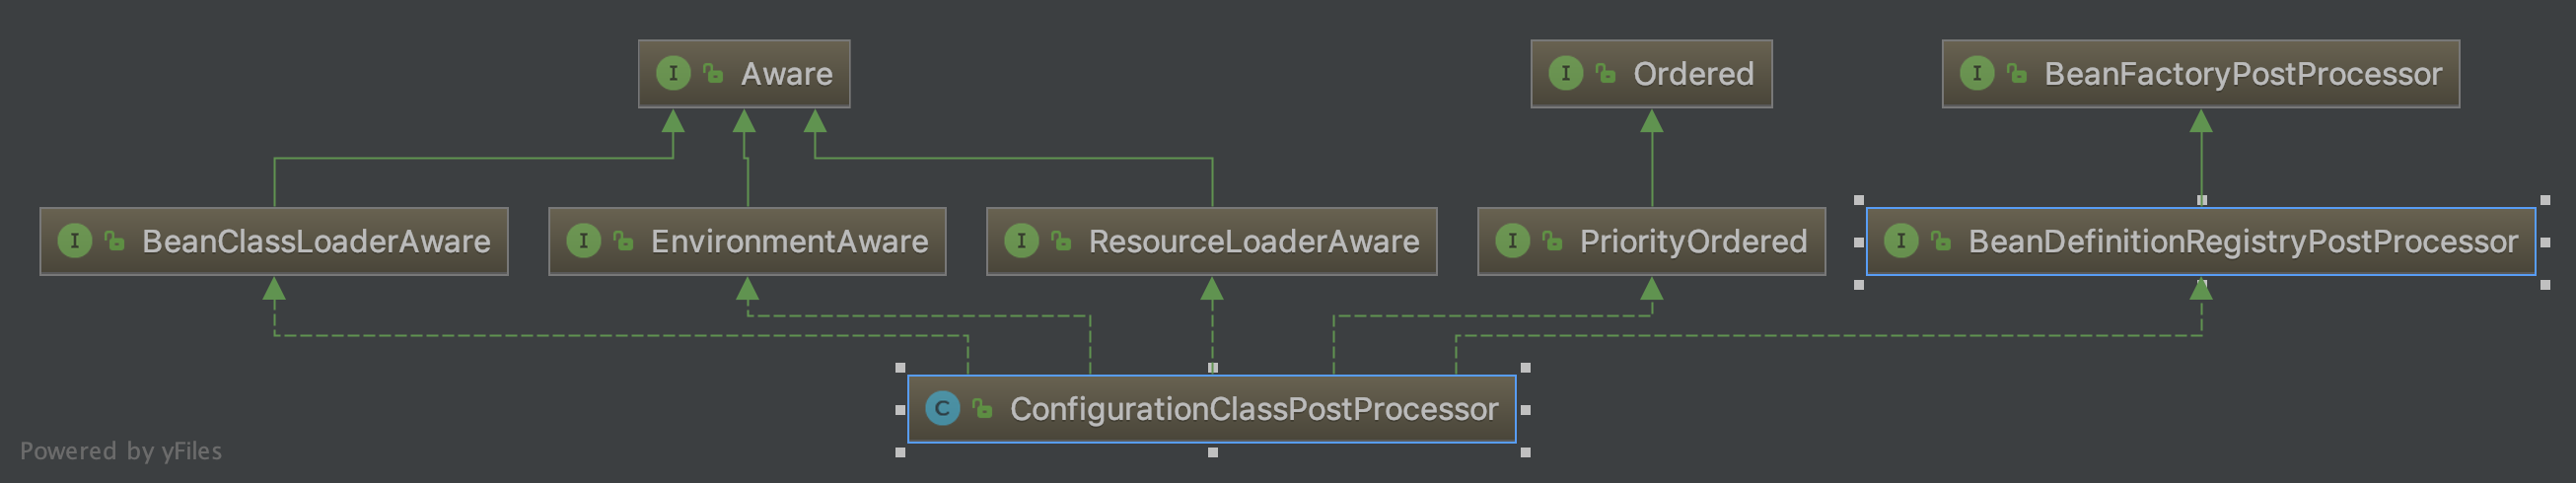 I Aware
I Ordered
I BeanFactoryPostProcessor
I BeanClassLoaderAware
I EnvironmentAware
I ResourceLoaderAware
I PriorityOrdered
I BeanDefinitionRegistryPostProcessor
C ConfigurationClassPostProcessor
Powered by yFiles